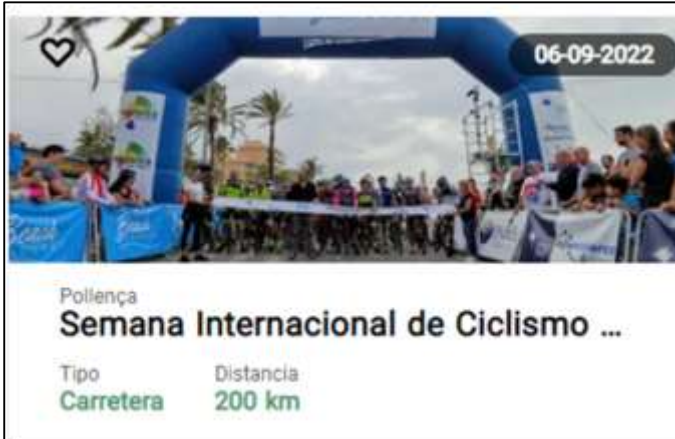 06-09-2022
Pollença
Semana Internacional de Ciclismo ...
Tipo
Distancia
Carretera
200 km